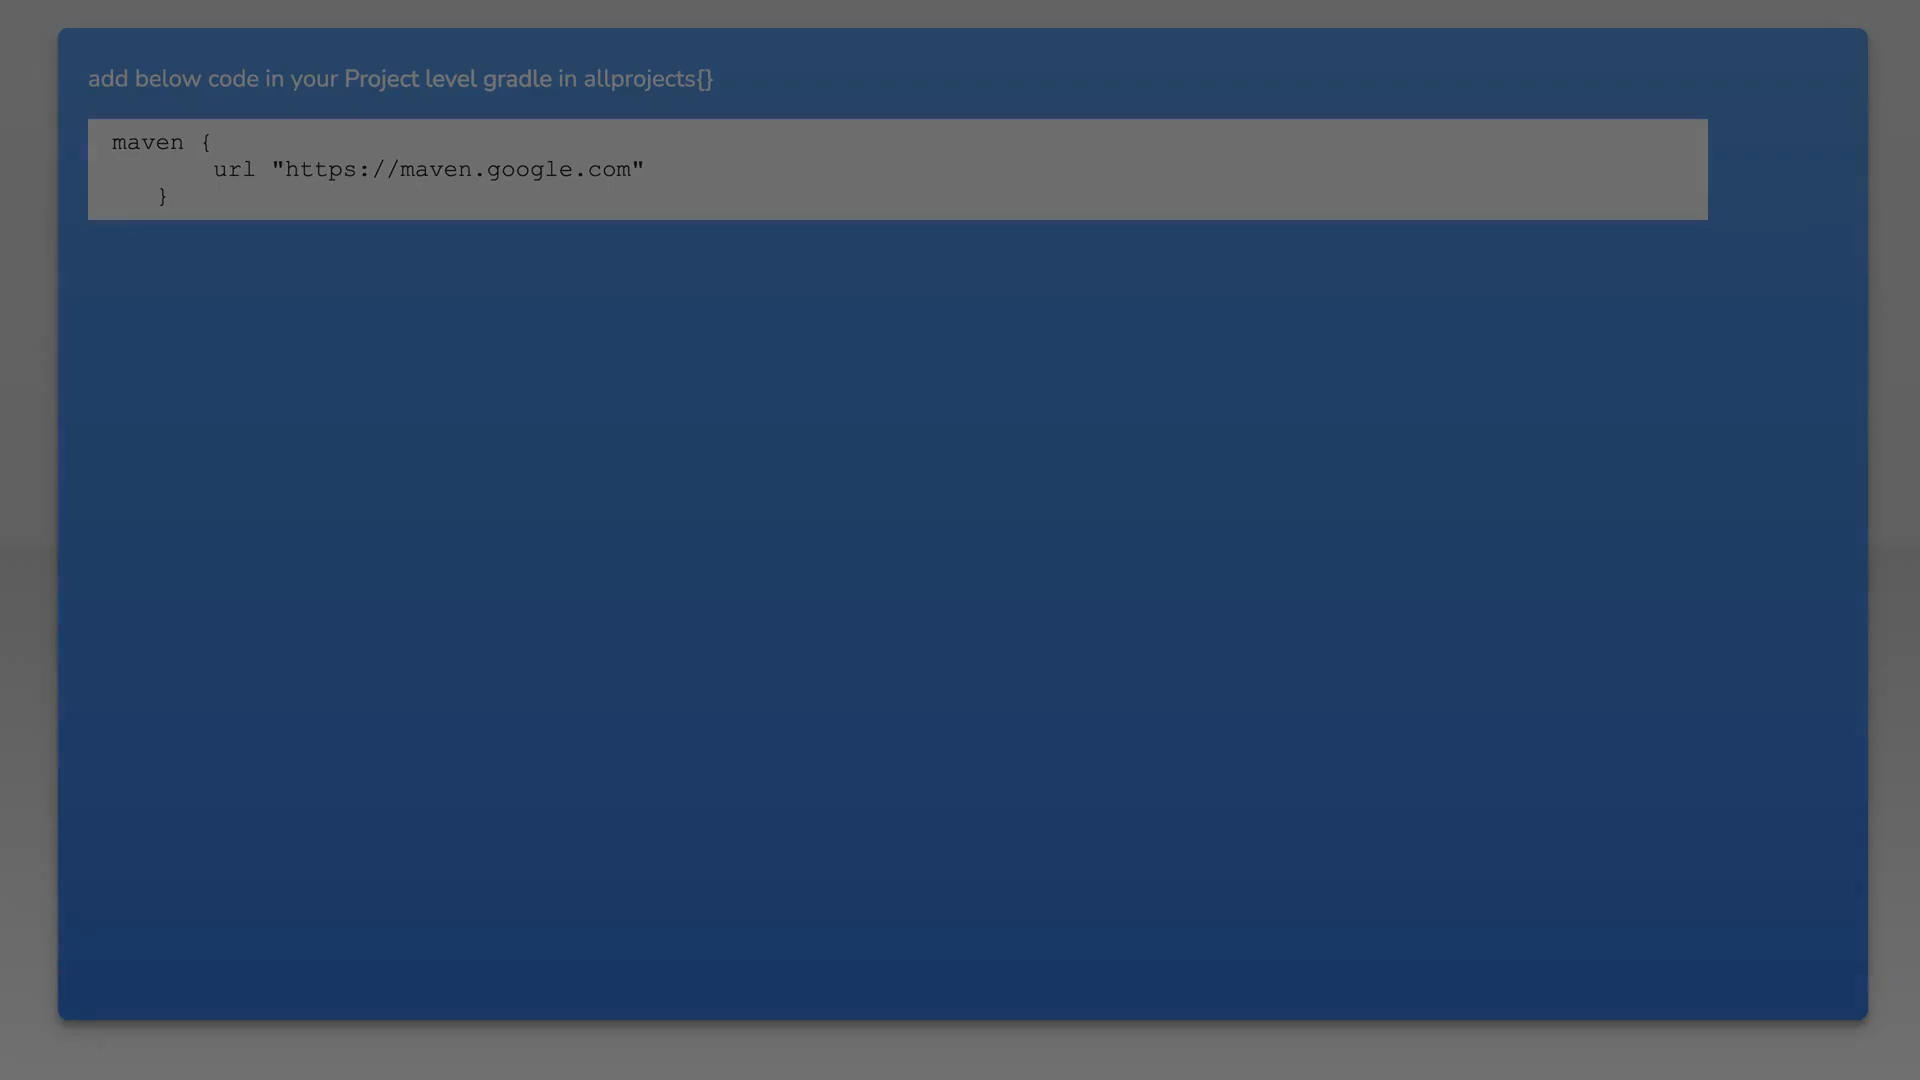 add below code in your Project level gradle in allprojects{}
maven {
url "https://maven.google.com"
}